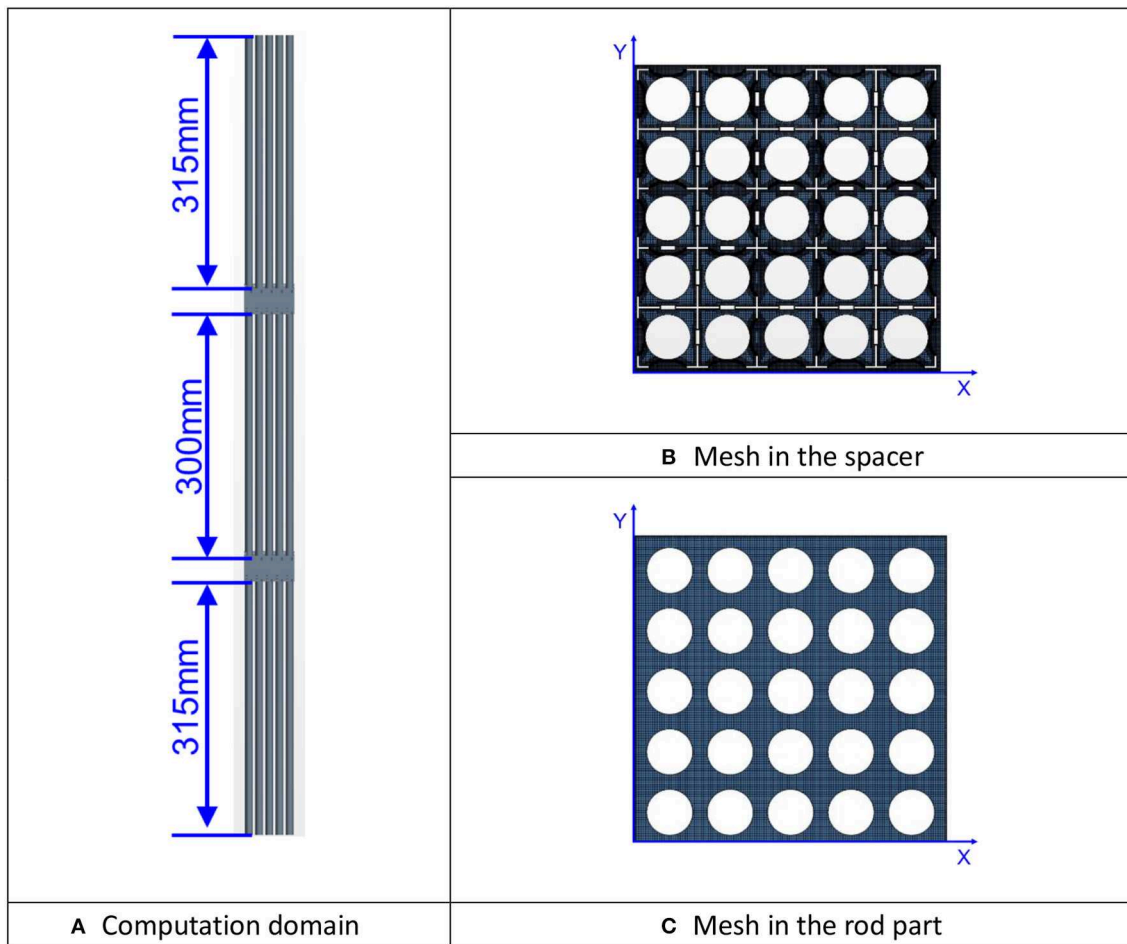 315mm
300mm
315mm
A Computation domain
Y
X
B Mesh in the spacer
Y
X
C Mesh in the rod part